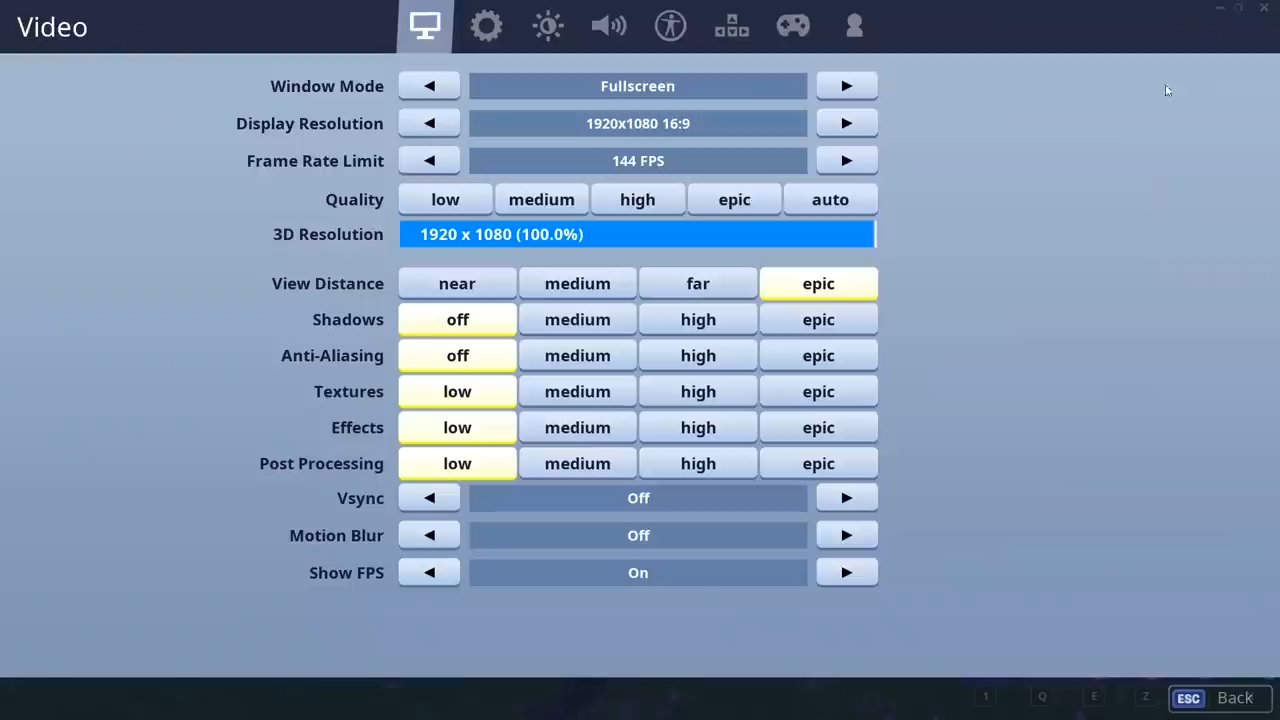 Video
Window Mode Fullscreen
Display Resolution 1920x1080 16:9
Frame Rate Limit 144 FPS
Quality low medium high epic auto
3D Resolution 1920 x 1080 (100.0%)
View Distance near medium far epic
Shadows off medium high epic
Anti-Aliasing off medium high epic
Textures low medium high epic
Effects low medium high epic
Post Processing low medium high epic
Vsync Off
Motion Blur Off
Show FPS On
1 Q E Z ESC Back